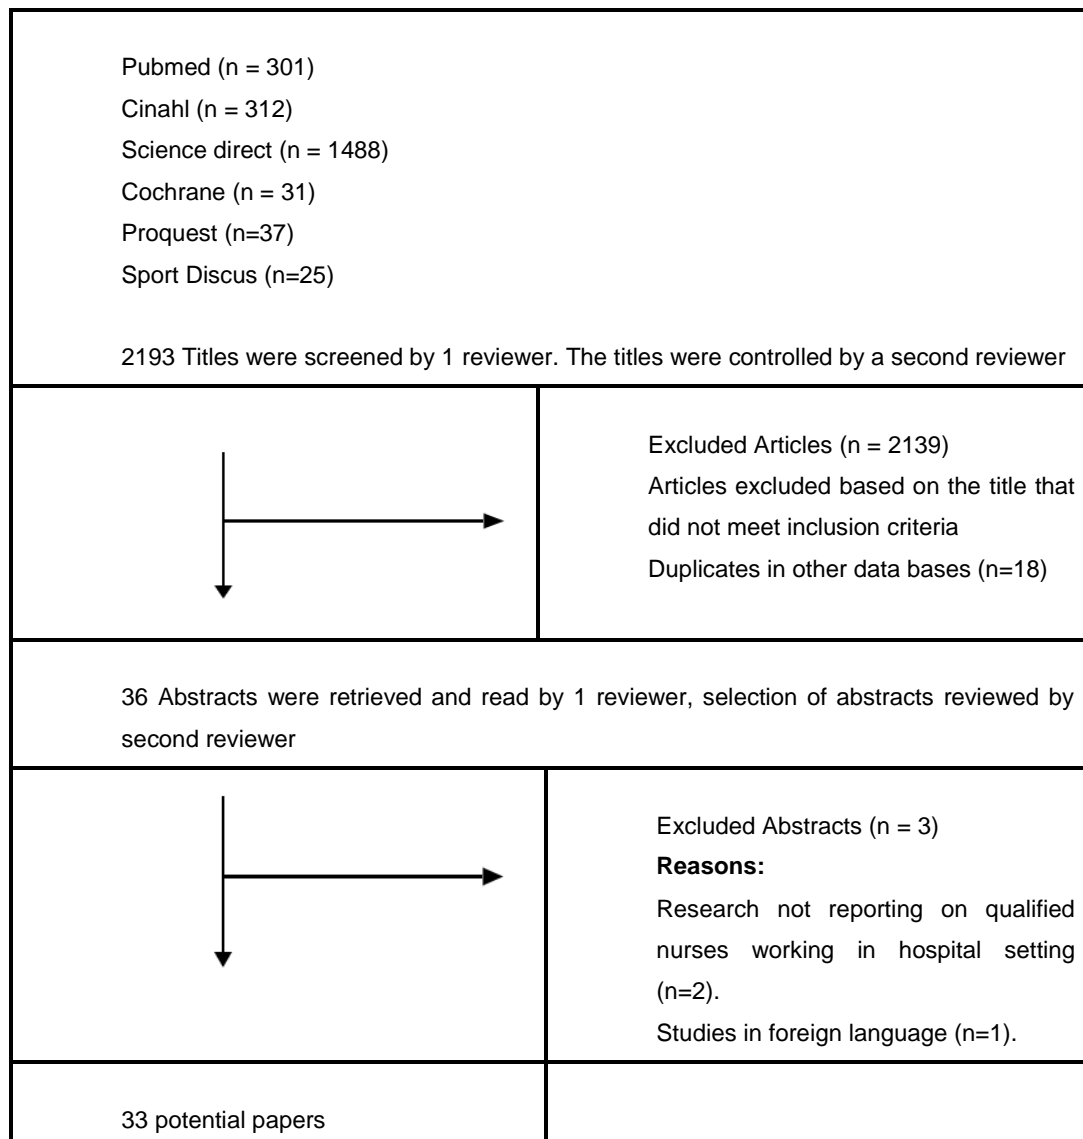 Pubmed (n = 301)
Cinahl (n = 312)
Science direct (n = 1488)
Cochrane (n = 31)
Proquest (n=37)
Sport Discus (n=25)
2193 Titles were screened by 1 reviewer. The titles were controlled by a second reviewer
Excluded Articles (n = 2139)
Articles excluded based on the title that
did not meet inclusion criteria
Duplicates in other data bases (n=18)
36 Abstracts were retrieved and read by 1 reviewer, selection of abstracts reviewed by
second reviewer
Excluded Abstracts (n = 3)
Reasons:
Research not reporting on qualified
nurses working in hospital setting
(n=2).
Studies in foreign language (n=1).
33 potential papers